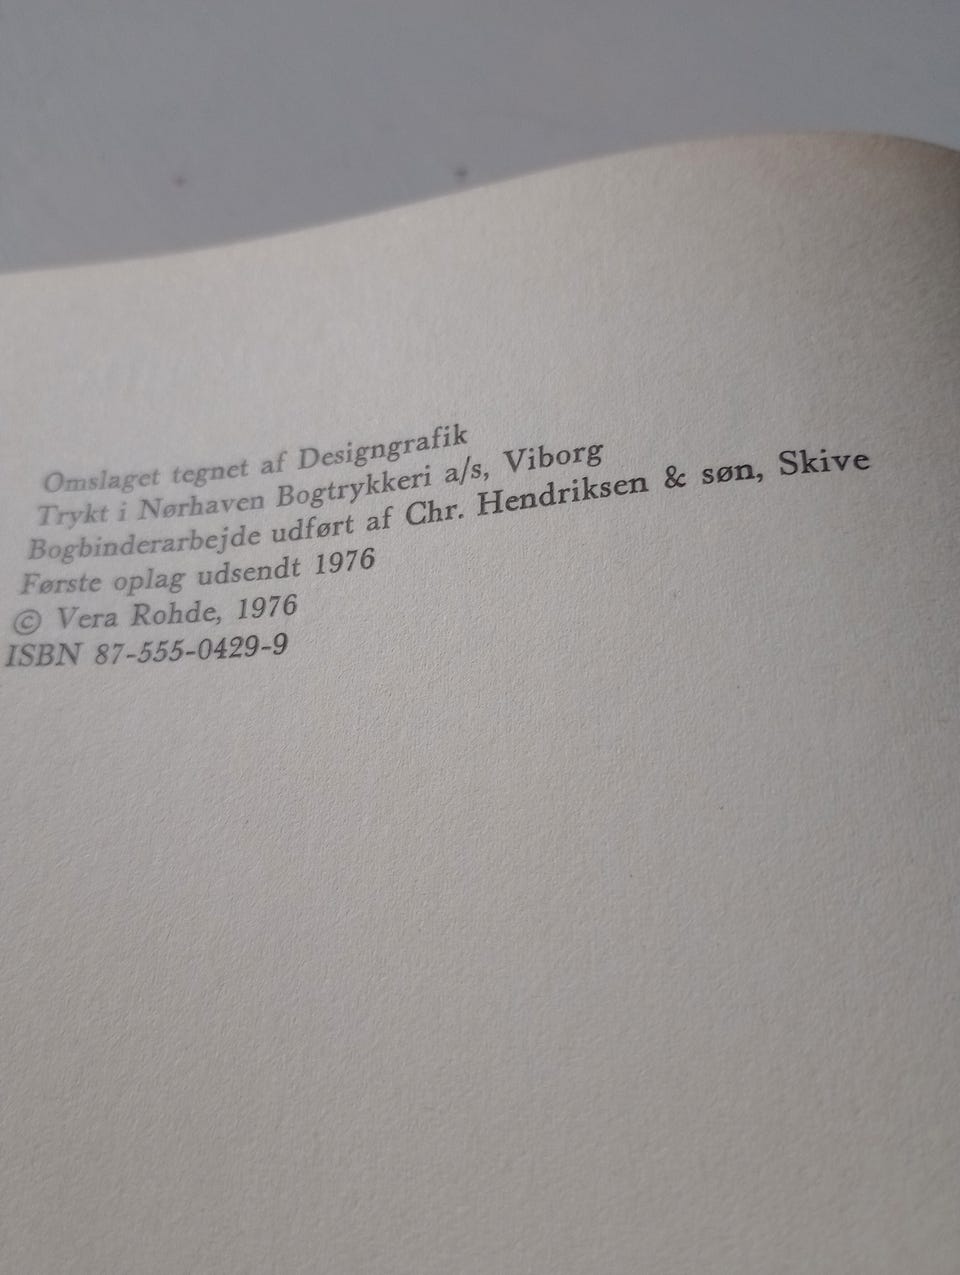 Omslaget tegnet af Designgrafik
Trykt i Nørhaven Bogtrykkeri a/s, Viborg
Bogbinderarbejde udført af Chr. Hendriksen & søn, Skive
Første oplag udsendt 1976
© Vera Rohde, 1976
ISBN 87-555-0429-9